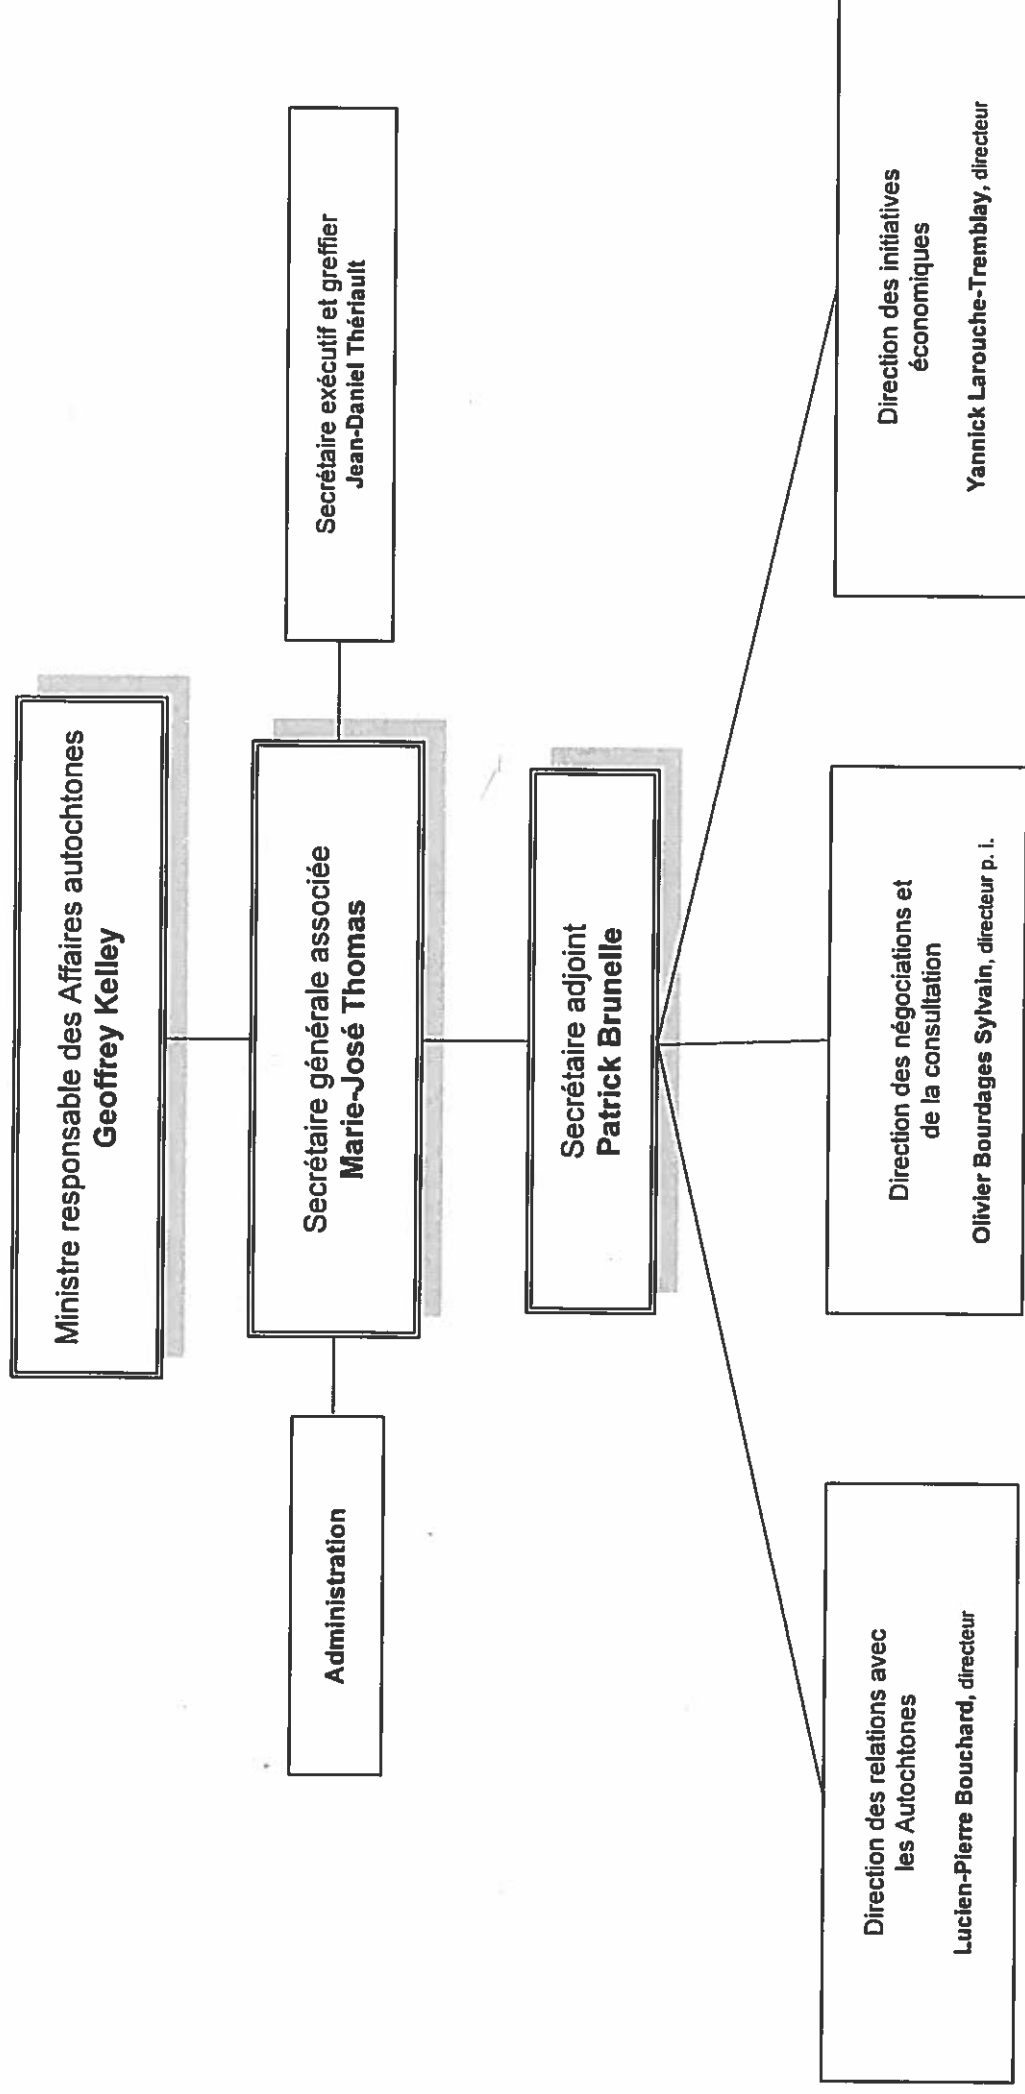 Ministre responsable des Affaires autochtones
Geoffrey Kelley
Secrétaire générale associée
Marie-José Thomas
Administration
Secrétaire exécutif et greffier
Jean-Daniel Thériault
Secrétaire adjoint
Patrick Brunelle
Direction des relations avec
les Autochtones
Lucien-Pierre Bouchard, directeur
Direction des négociations et
de la consultation
Olivier Bourdages Sylvain, directeur p. i.
Direction des initiatives
économiques
Yannick Larouche-Tremblay, directeur